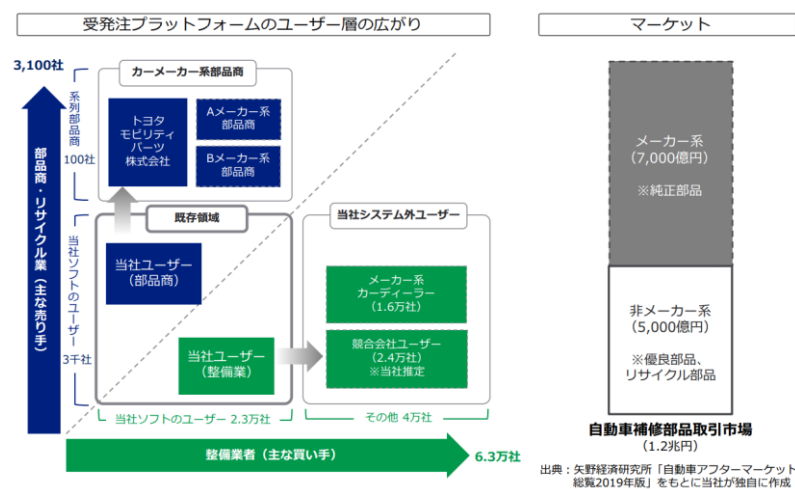 受発注プラットフォームのユーザー層の広がり
マーケット
3,100社
系列部品商
100社
部品商・リサイクル業（主な売り手）
当社ソフトのユーザー
3千社
カーメーカー系部品商
トヨタ
モビリティ
パーツ
株式会社
Aメーカー系
部品商
Bメーカー系
部品商
既存領域
当社ユーザー
（部品商）
当社ユーザー
（整備業）
当社システム外ユーザー
メーカー系
カーディーラー
（1.6万社）
競合会社ユーザー
（2.4万社）
※当社推定
当社ソフトのユーザー 2.3万社
その他 4万社
整備業者（主な買い手）
6.3万社
メーカー系
（7,000億円）
※純正部品
非メーカー系
（5,000億円）
※優良部品、
リサイクル部品
自動車補修部品取引市場
（1.2兆円）
出典：矢野経済研究所「自動車アフターマーケット
総覧2019年版」をもとに当社が独自に作成